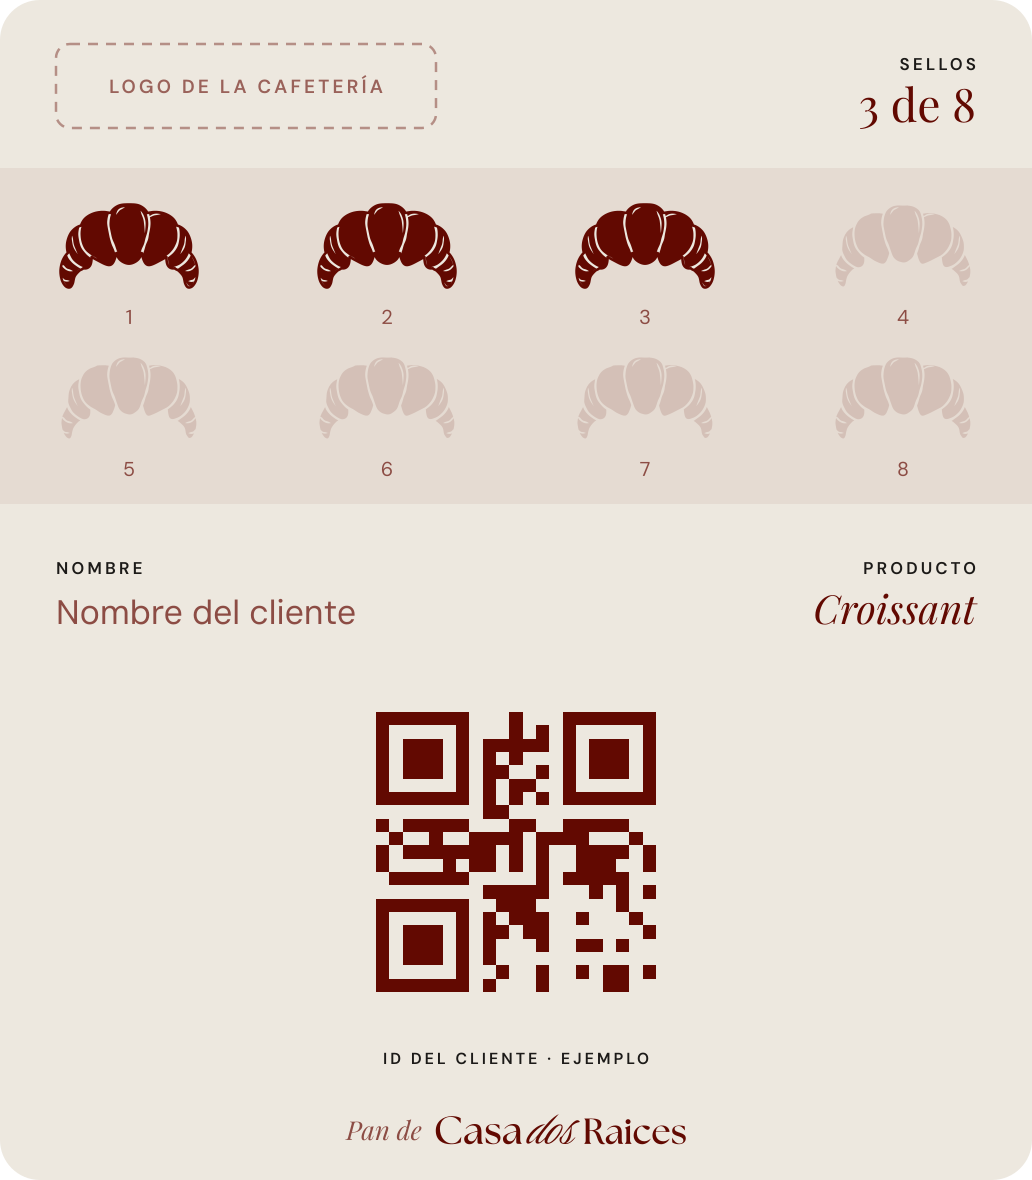 LOGO DE LA CAFETERÍA
SELLOS
3 de 8
1
2
3
4
5
6
7
8
NOMBRE
Nombre del cliente
PRODUCTO
Croissant
ID DEL CLIENTE · EJEMPLO
Pan de Casa dos Raices